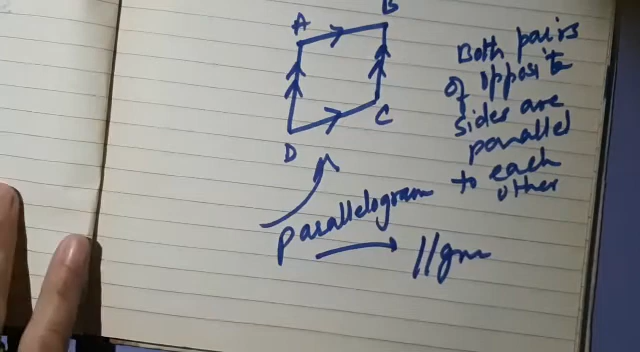 A
B
C
D
Both pairs
of opposite
sides are
parallel
to each
other
parallelogram
//gm